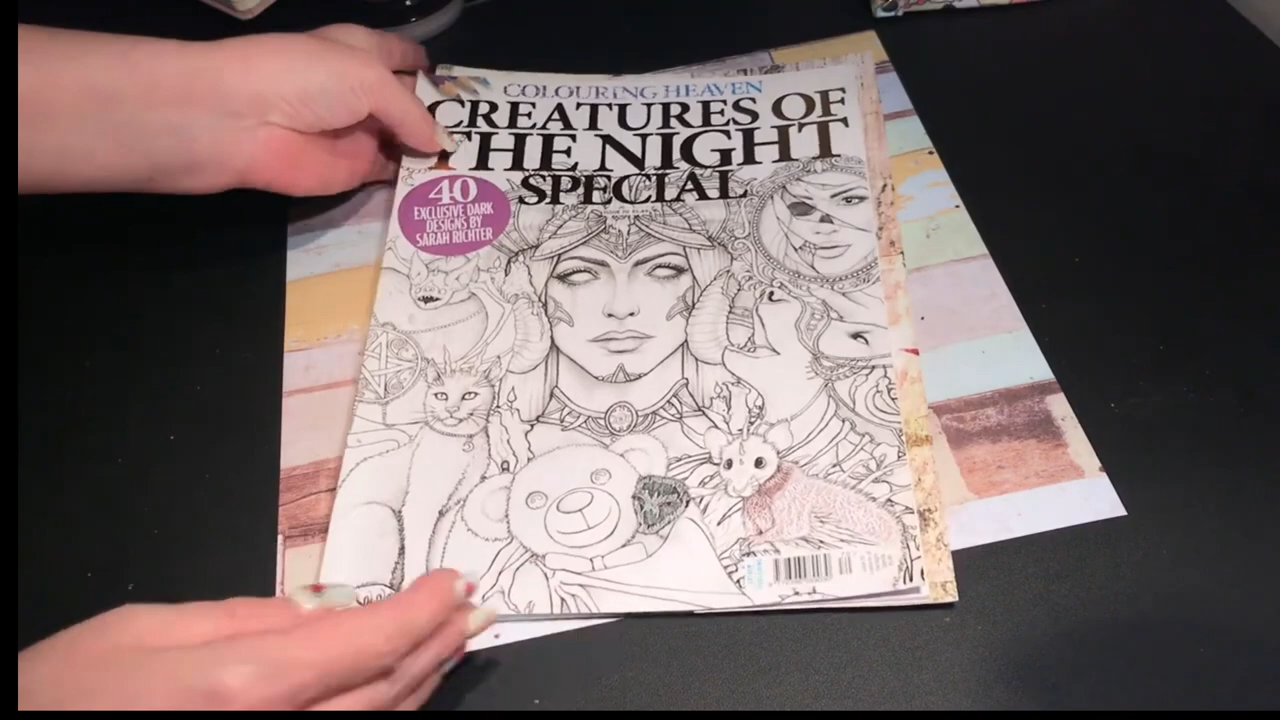 COLOURING HEAVEN
CREATURES OF
THE NIGHT
SPECIAL
40
EXCLUSIVE DARK
DESIGNS BY
SARAH RICHTER